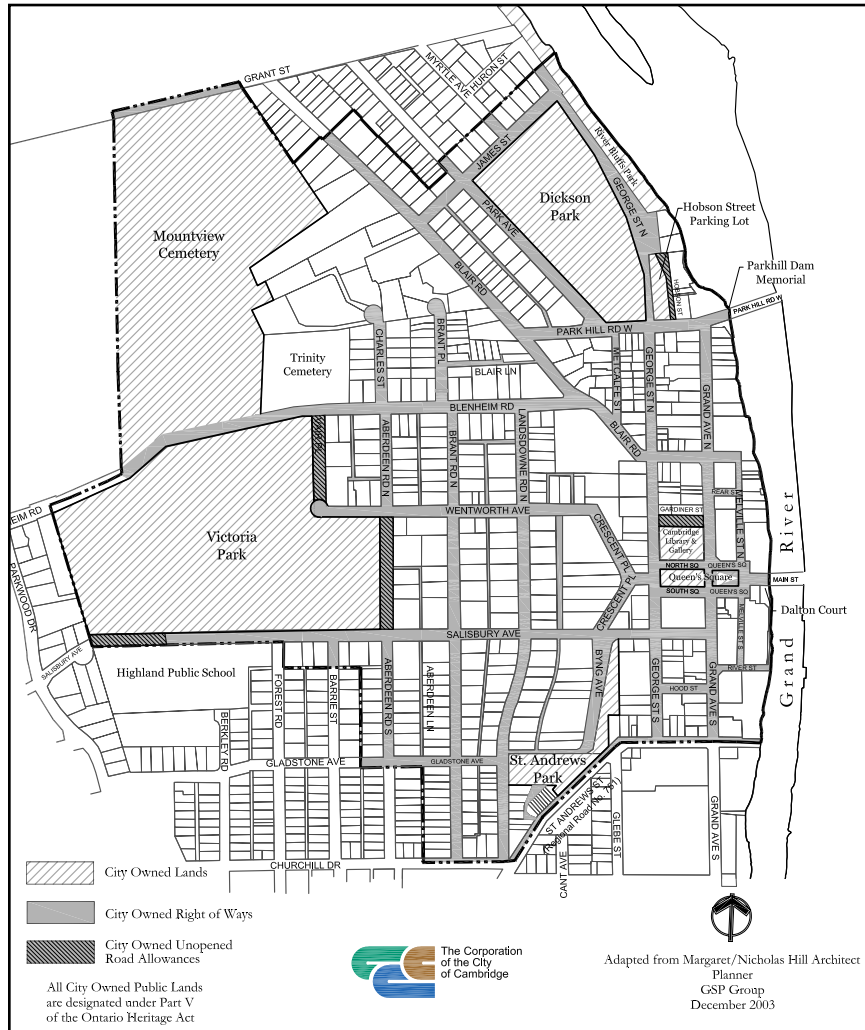 GRANT ST
MYRTLE AVE
HURON ST
JAMES ST
River Bluffs Park
Dickson
Park
GEORGE ST N
Hobson Street
Parking Lot
PARK AVE
Mountview
Cemetery
BLAIR RD
HOBSON ST
Parkhill Dam
Memorial
PARK HILL RD W
PARK HILL RD W
CHARLES ST
BRANT PL
METCALFE ST
GEORGE ST N
Trinity
Cemetery
BLAIR LN
GRAND AVE N
BLENHEIM RD
BLAIR RD
ABERDEEN RD N
BRANT RD N
LANDSDOWNE RD N
REAR ST
MELVILLE ST N
EIM RD
WENTWORTH AVE
GARDINER ST
Victoria
Park
CRESCENT PL
Cambridge
Library &
Gallery
NORTH SQ
QUEEN'S SQ
Queen's Square
MAIN ST
SOUTH SQ
QUEEN'S SQ
CRESCENT PL
Dalton Court
Grand River
PARKWOOD DR
MELVILLE ST S
SALISBURY AVE
SALISBURY AVE
BYNG AVE
RIVER ST
Highland Public School
FOREST RD
BARRIE ST
ABERDEEN RD S
ABERDEEN LN
GEORGE ST S
HOOD ST
GRAND AVE S
BERKLEY RD
GLADSTONE AVE
GLADSTONE AVE
St. Andrews
Park
ST ANDREWS ST
(Regional Road No. 75)
GLEBE ST
GRAND AVE S
CHURCHILL DR
CANT AVE
City Owned Lands
City Owned Right of Ways
City Owned Unopened
Road Allowances
All City Owned Public Lands
are designated under Part V
of the Ontario Heritage Act
The Corporation
of the City
of Cambridge
Adapted from Margaret/Nicholas Hill Architect
Planner
GSP Group
December 2003